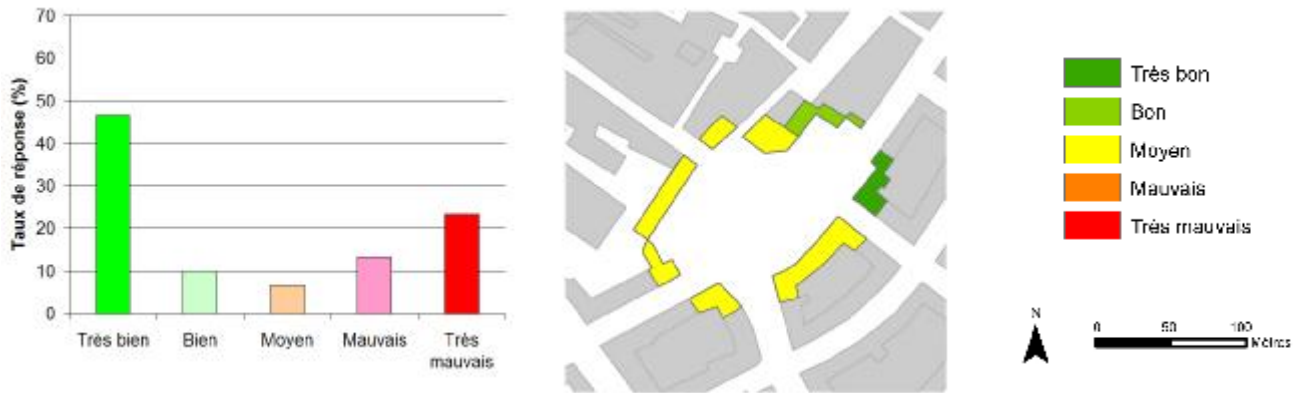 70
60
50
40
30
20
10
0
Taux de réponse (%)
Très bien
Bien
Moyen
Mauvais
Très
mauvais
Très bon
Bon
Moyen
Mauvais
Très mauvais
N
0 50 100
Mètres